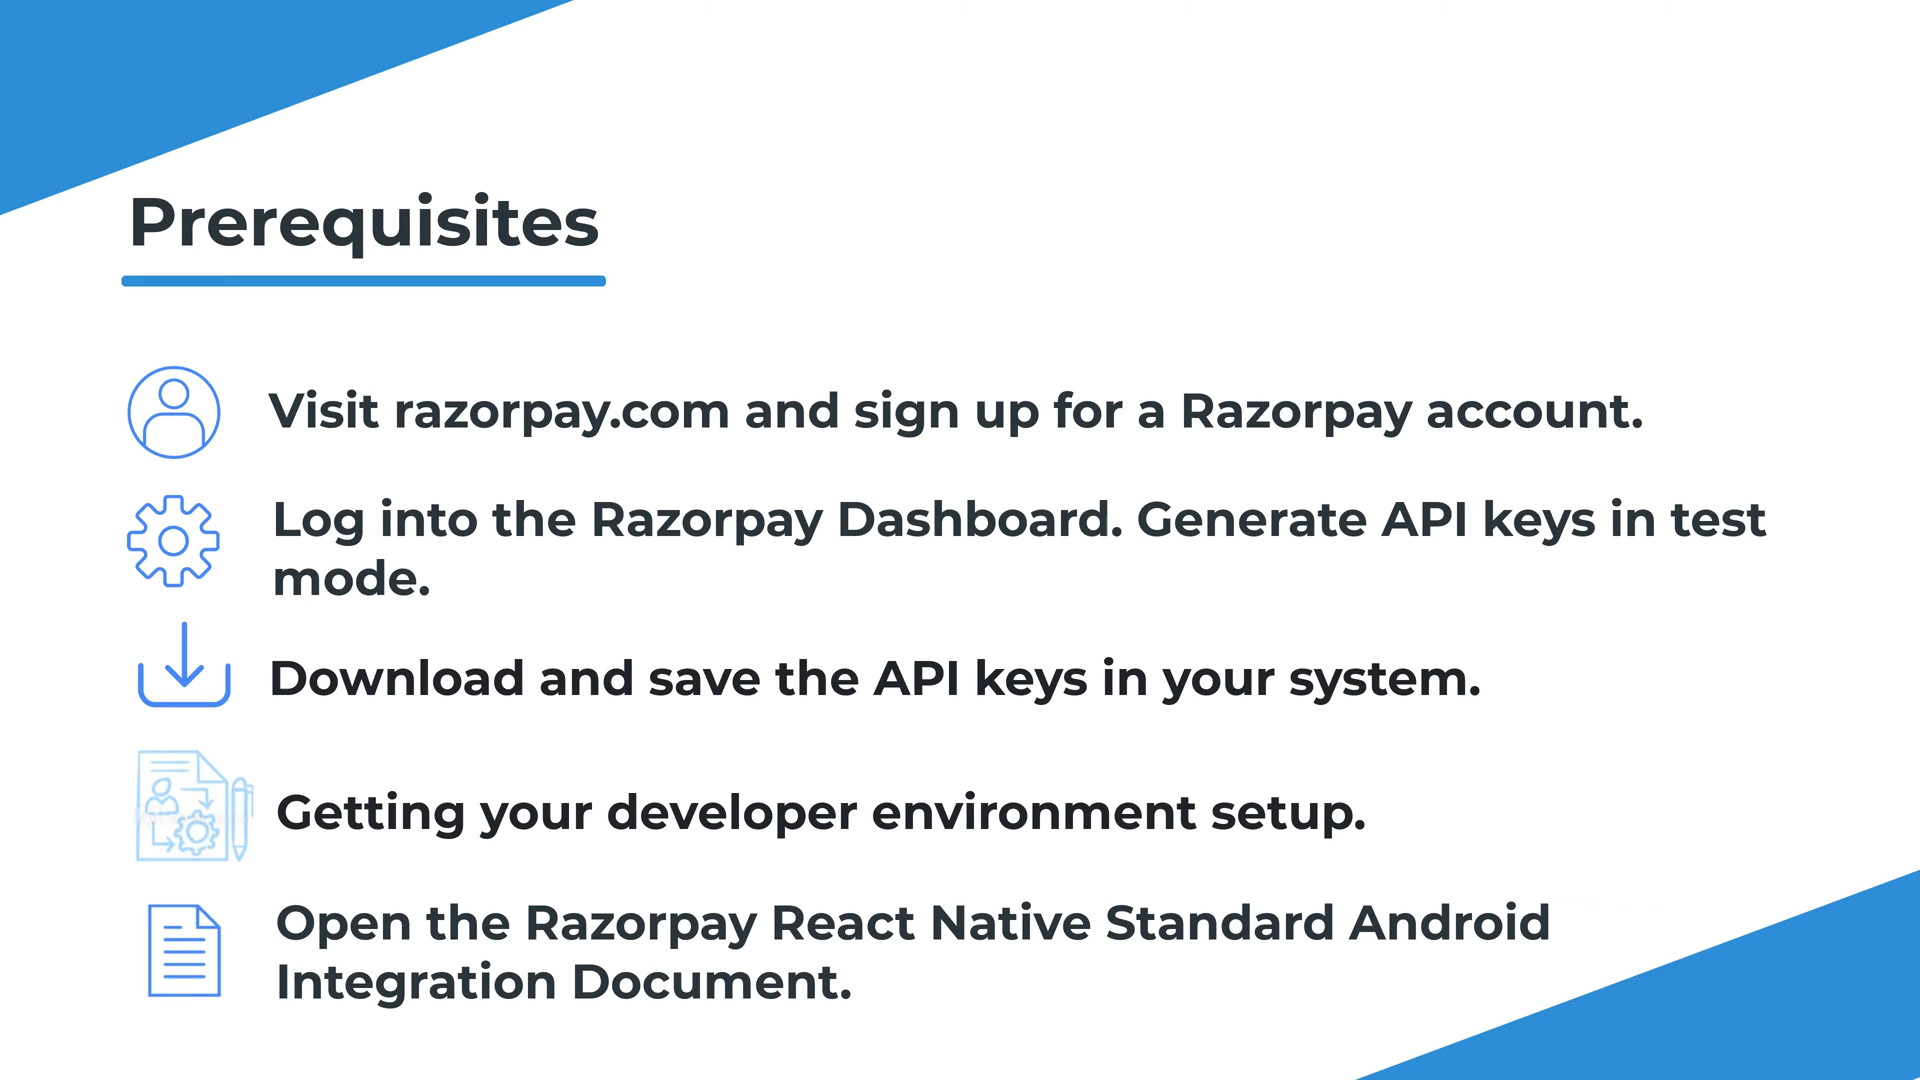 Prerequisites
Visit razorpay.com and sign up for a Razorpay account.
Log into the Razorpay Dashboard. Generate API keys in test
mode.
Download and save the API keys in your system.
Getting your developer environment setup.
Open the Razorpay React Native Standard Android
Integration Document.